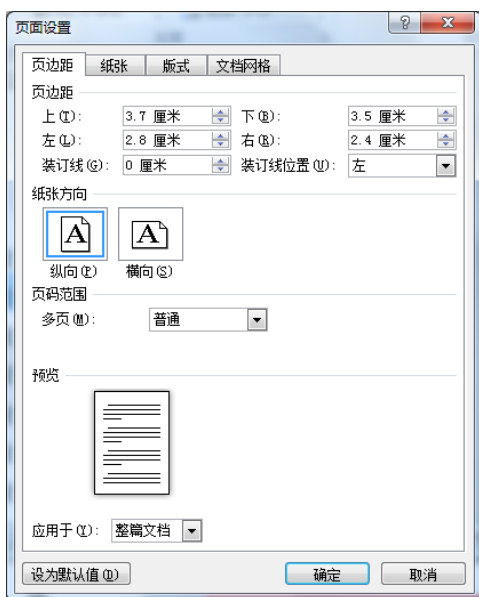 页面设置
页边距 纸张 版式 文档网格
页边距
上(T): 3.7 厘米 下(B): 3.5 厘米
左(L): 2.8 厘米 右(R): 2.4 厘米
装订线(G): 0 厘米 装订线位置(U): 左
纸张方向
A A
纵向(P) 横向(S)
页码范围
多页(M): 普通
预览
应用于(Y): 整篇文档
设为默认值(D) 确定 取消